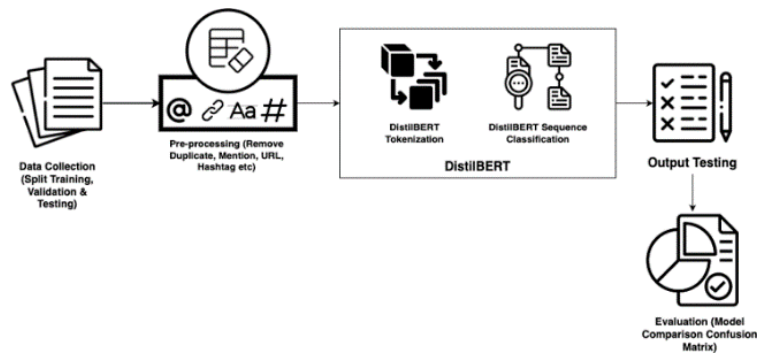 @ Aa #
Data Collection
(Split Training,
Validation &
Testing)
Pre-processing (Remove
Duplicate, Mention, URL,
Hashtag etc)
DistilBERT
Tokenization
DistilBERT Sequence
Classification
DistilBERT
Output Testing
Evaluation (Model
Comparison Confusion
Matrix)